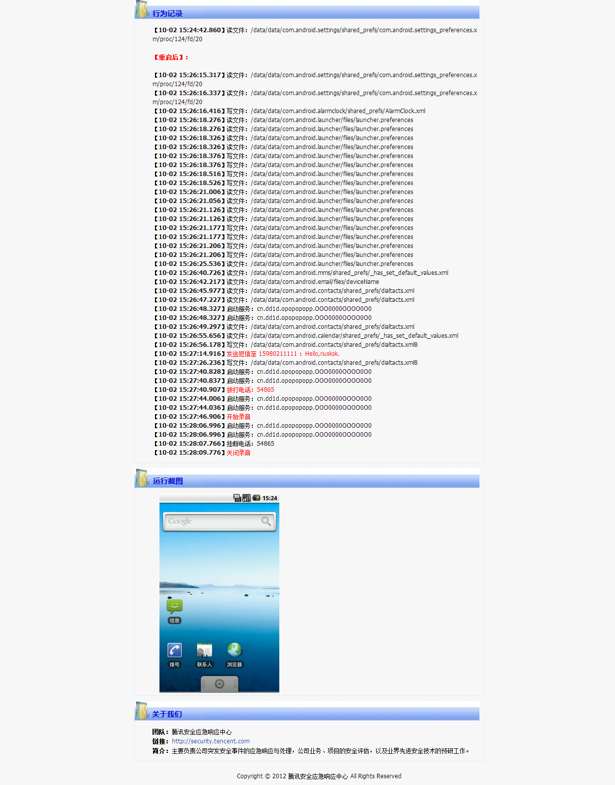 行为记录
【10-02 15:24:42.860】读文件：/data/data/com.android.settings/shared_prefs/com.android.settings_preferences.x
m/proc/124/fd/20
【重启后】：
【10-02 15:26:15.317】读文件：/data/data/com.android.settings/shared_prefs/com.android.settings_preferences.x
m/proc/124/fd/20
【10-02 15:26:16.337】读文件：/data/data/com.android.settings/shared_prefs/com.android.settings_preferences.x
m/proc/124/fd/20
【10-02 15:26:16.416】写文件：/data/data/com.android.alarmclock/shared_prefs/AlarmClock.xml
【10-02 15:26:18.276】读文件：/data/data/com.android.launcher/files/launcher.preferences
【10-02 15:26:18.276】读文件：/data/data/com.android.launcher/files/launcher.preferences
【10-02 15:26:18.326】读文件：/data/data/com.android.launcher/files/launcher.preferences
【10-02 15:26:18.326】读文件：/data/data/com.android.launcher/files/launcher.preferences
【10-02 15:26:18.376】写文件：/data/data/com.android.launcher/files/launcher.preferences
【10-02 15:26:18.376】写文件：/data/data/com.android.launcher/files/launcher.preferences
【10-02 15:26:18.516】写文件：/data/data/com.android.launcher/files/launcher.preferences
【10-02 15:26:18.526】写文件：/data/data/com.android.launcher/files/launcher.preferences
【10-02 15:26:21.006】读文件：/data/data/com.android.launcher/files/launcher.preferences
【10-02 15:26:21.056】读文件：/data/data/com.android.launcher/files/launcher.preferences
【10-02 15:26:21.126】读文件：/data/data/com.android.launcher/files/launcher.preferences
【10-02 15:26:21.126】读文件：/data/data/com.android.launcher/files/launcher.preferences
【10-02 15:26:21.177】写文件：/data/data/com.android.launcher/files/launcher.preferences
【10-02 15:26:21.177】写文件：/data/data/com.android.launcher/files/launcher.preferences
【10-02 15:26:21.206】写文件：/data/data/com.android.launcher/files/launcher.preferences
【10-02 15:26:21.206】写文件：/data/data/com.android.launcher/files/launcher.preferences
【10-02 15:26:25.536】读文件：/data/data/com.android.launcher/files/launcher.preferences
【10-02 15:26:40.726】读文件：/data/data/com.android.mms/shared_prefs/_has_set_default_values.xml
【10-02 15:26:42.217】读文件：/data/data/com.android.email/files/deviceName
【10-02 15:26:45.977】读文件：/data/data/com.android.contacts/shared_prefs/dialtacts.xml
【10-02 15:26:47.227】读文件：/data/data/com.android.contacts/shared_prefs/dialtacts.xml
【10-02 15:26:48.327】启动服务：cn.dd1d.opopopopp.OOO0000OOOO0O0
【10-02 15:26:48.327】启动服务：cn.dd1d.opopopopp.OOO0000OOOO0O0
【10-02 15:26:49.297】读文件：/data/data/com.android.contacts/shared_prefs/dialtacts.xml
【10-02 15:26:55.656】读文件：/data/data/com.android.calendar/shared_prefs/_has_set_default_values.xml
【10-02 15:26:56.178】写文件：/data/data/com.android.contacts/shared_prefs/dialtacts.xml8
【10-02 15:27:14.916】发送短信至 15980211111 ：Hello,riusksk.
【10-02 15:27:26.236】写文件：/data/data/com.android.contacts/shared_prefs/dialtacts.xml8
【10-02 15:27:40.828】启动服务：cn.dd1d.opopopopp.OOO0000OOOO0O0
【10-02 15:27:40.837】启动服务：cn.dd1d.opopopopp.OOO0000OOOO0O0
【10-02 15:27:40.907】拨打电话：54865
【10-02 15:27:44.006】启动服务：cn.dd1d.opopopopp.OOO0000OOOO0O0
【10-02 15:27:44.036】启动服务：cn.dd1d.opopopopp.OOO0000OOOO0O0
【10-02 15:27:46.906】开始录音
【10-02 15:28:06.996】启动服务：cn.dd1d.opopopopp.OOO0000OOOO0O0
【10-02 15:28:06.996】启动服务：cn.dd1d.opopopopp.OOO0000OOOO0O0
【10-02 15:28:07.766】挂断电话：54865
【10-02 15:28:09.776】关闭录音
运行截图
15:24
Google
信息
拨号 联系人 浏览器
关于我们
团队：腾讯安全应急响应中心
链接：http://security.tencent.com
简介：主要负责公司突发安全事件的应急响应与处理，公司业务、项目的安全评估，以及业界先进安全技术的预研工作。
Copyright © 2012 腾讯安全应急响应中心 All Rights Reserved